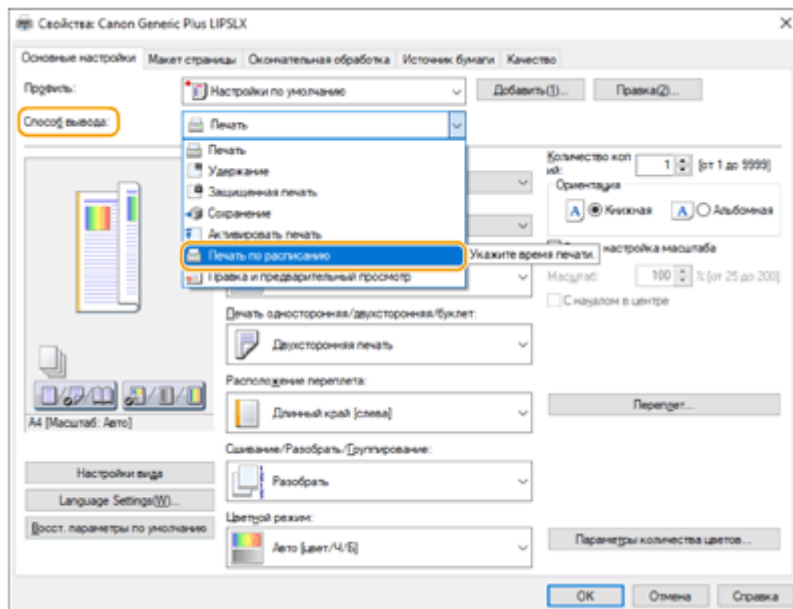 Свойства: Canon Generic Plus LIPSLX
Основные настройки Макет страницы Окончательная обработка Источник бумаги Качество
Профиль: Настройки по умолчанию Добавить(1)... Правка(2)...
Способ вывода: Печать
Печать
Удержание
Защищенная печать
Сохранение
Активировать печать
Печать по расписанию
Укажите время печати.
Правка и предварительный просмотр
Количество коп
ий: 1 [от 1 до 9999]
Ориентация
A Книжная A Альбомная
настройка масштаба
Масштаб: 100 % [от 25 до 200]
С началом в центре
Печать односторонняя/двухсторонняя/буклет:
Двухсторонняя печать
Расположение переплета:
Длинный край [слева]
Переплет...
A4 [Масштаб: Авто]
Сшивание/Разобрать/Группирование:
Разобрать
Настройки вида
Language Settings(W)...
Восст. параметры по умолчанию
Цветной режим:
Авто [цвет/Ч/Б]
Параметры количества цветов...
OK Отмена Справка